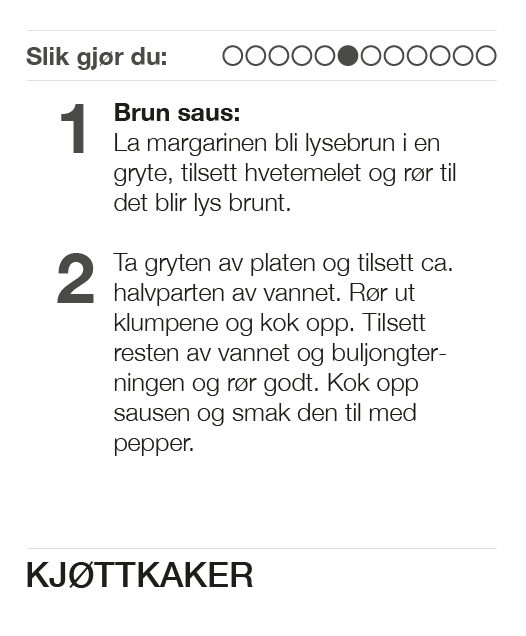 Slik gjør du:
1 Brun saus:
La margarinen bli lysebrun i en
gryte, tilsett hvetemelet og rør til
det blir lys brunt.
2 Ta gryten av platen og tilsett ca.
halvparten av vannet. Rør ut
klumpene og kok opp. Tilsett
resten av vannet og buljongter-
ningen og rør godt. Kok opp
sausen og smak den til med
pepper.
KJØTTKAKER